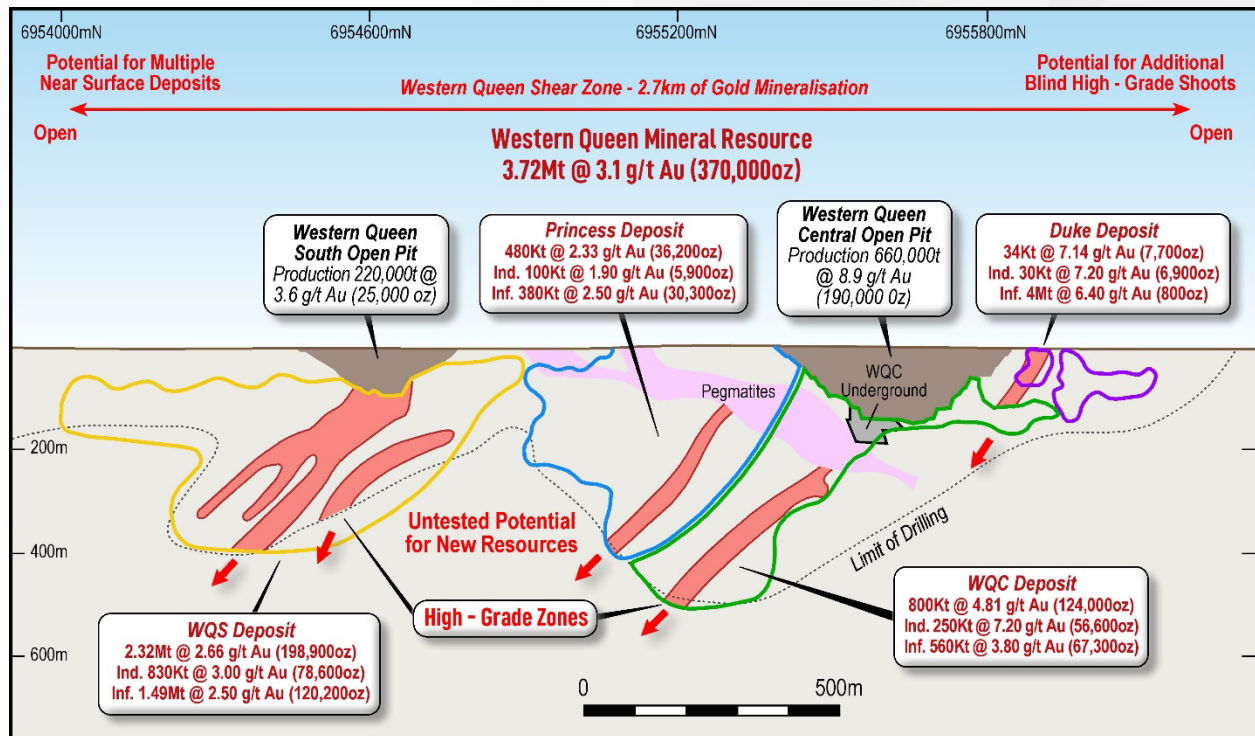 6954000mN
6954600mN
6955200mN
6955800mN
Potential for Multiple
Near Surface Deposits
Western Queen Shear Zone - 2.7km of Gold Mineralisation
Potential for Additional
Blind High - Grade Shoots
Open
Open
Western Queen Mineral Resource
3.72Mt @ 3.1 g/t Au (370,000oz)
Western Queen
South Open Pit
Production 220,000t @
3.6 g/t Au (25,000 oz)
Princess Deposit
480Kt @ 2.33 g/t Au (36,200oz)
Ind. 100Kt @ 1.90 g/t Au (5,900oz)
Inf. 380Kt @ 2.50 g/t Au (30,300oz)
Western Queen
Central Open Pit
Production 660,000t
@ 8.9 g/t Au
(190,000 0z)
Duke Deposit
34Kt @ 7.14 g/t Au (7,700oz)
Ind. 30Kt @ 7.20 g/t Au (6,900oz)
Inf. 4Mt @ 6.40 g/t Au (800oz)
WQC
Underground
Pegmatites
200m
400m
600m
Untested Potential
for New Resources
Limit of Drilling
High - Grade Zones
WQS Deposit
2.32Mt @ 2.66 g/t Au (198,900oz)
Ind. 830Kt @ 3.00 g/t Au (78,600oz)
Inf. 1.49Mt @ 2.50 g/t Au (120,200oz)
WQC Deposit
800Kt @ 4.81 g/t Au (124,000oz)
Ind. 250Kt @ 7.20 g/t Au (56,600oz)
Inf. 560Kt @ 3.80 g/t Au (67,300oz)
0
500m